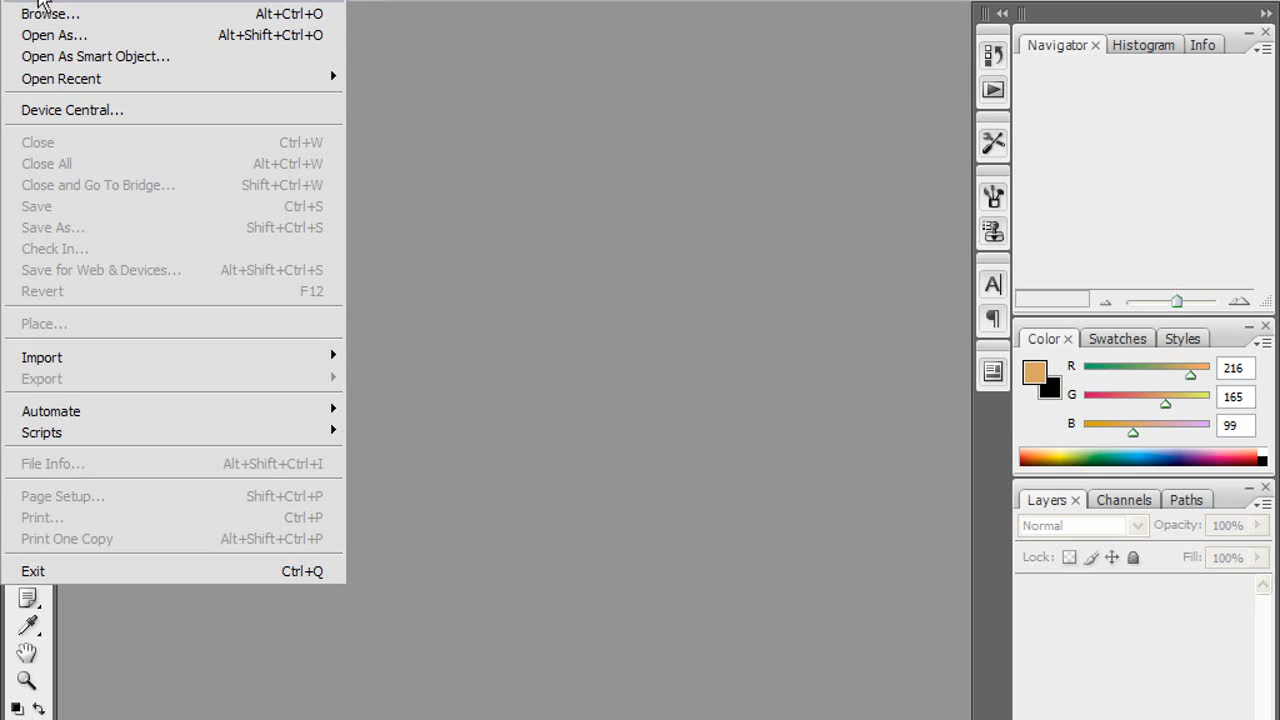 Browse... Alt+Ctrl+O
Open As... Alt+Shift+Ctrl+O
Open As Smart Object...
Open Recent
Device Central...
Close Ctrl+W
Close All Alt+Ctrl+W
Close and Go To Bridge... Shift+Ctrl+W
Save Ctrl+S
Save As... Shift+Ctrl+S
Check In...
Save for Web & Devices... Alt+Shift+Ctrl+S
Revert F12
Place...
Import
Export
Automate
Scripts
File Info... Alt+Shift+Ctrl+I
Page Setup... Shift+Ctrl+P
Print... Ctrl+P
Print One Copy Alt+Shift+Ctrl+P
Exit Ctrl+Q
Navigator Histogram Info
Color Swatches Styles
R 216
G 165
B 99
Layers Channels Paths
Normal Opacity: 100%
Lock: Fill: 100%